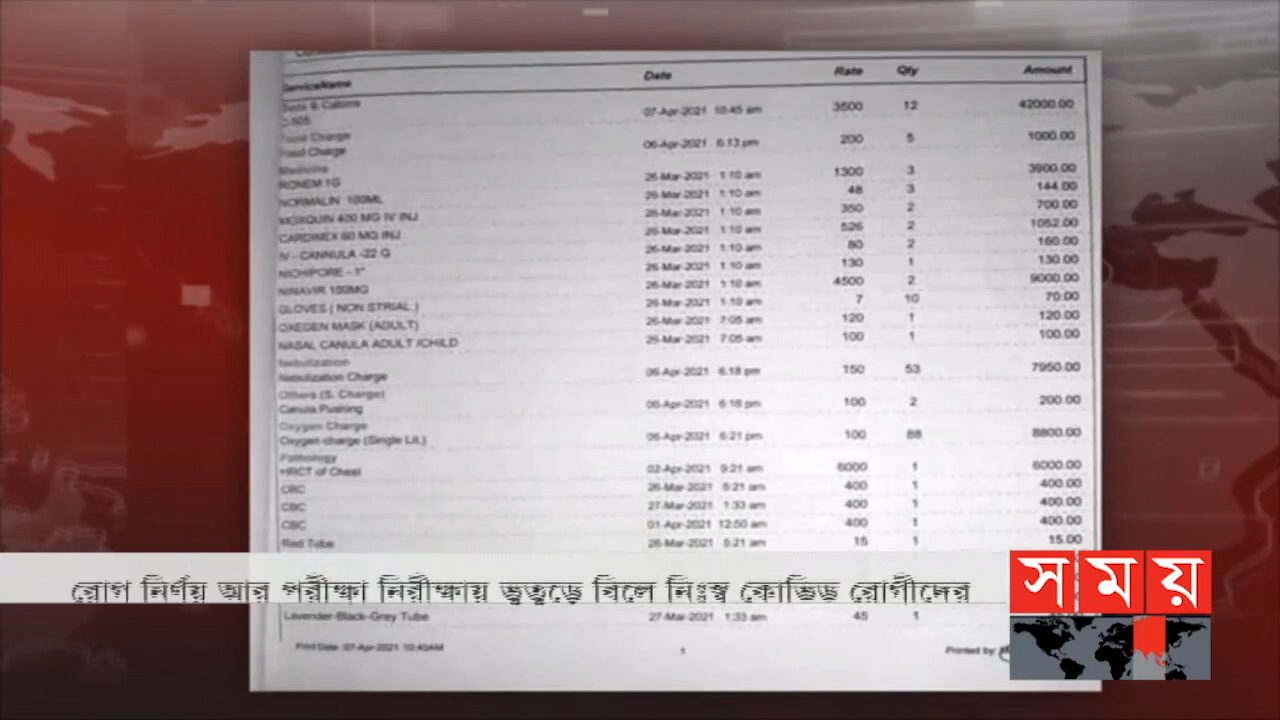 ServiceName Date Rate Qty Amount
Beds & Cabins
07-Apr-2021 10:45 am 3500 12 42000.00
Food Charge
Food Charge 06-Apr-2021 6:13 pm 200 5 1000.00
Medicine
RONEM 1G 26-Mar-2021 1:10 am 1300 3 3900.00
NORMALIN 100ML 26-Mar-2021 1:10 am 48 3 144.00
MOXQUIN 400 MG IV INJ 26-Mar-2021 1:10 am 350 2 700.00
CARDINEX 60 MG INJ 26-Mar-2021 1:10 am 526 2 1052.00
IV - CANNULA -22 G 26-Mar-2021 1:10 am 80 2 160.00
NICHIPORE - 1" 26-Mar-2021 1:10 am 130 1 130.00
NINAVIR 100MG 26-Mar-2021 1:10 am 4500 2 9000.00
GLOVES ( NON STRIAL ) 26-Mar-2021 1:10 am 7 10 70.00
OXEGEN MASK (ADULT) 26-Mar-2021 7:05 am 120 1 120.00
NASAL CANULA ADULT /CHILD 26-Mar-2021 7:05 am 100 1 100.00
Nebulization
Nebulization Charge 06-Apr-2021 6:18 pm 150 53 7950.00
Others (S. Charge)
Canula Pushing 06-Apr-2021 6:18 pm 100 2 200.00
Oxygen Charge
Oxygen charge (Single Lit.) 06-Apr-2021 6:21 pm 100 88 8800.00
Pathology
HRCT of Chest 02-Apr-2021 9:21 am 6000 1 6000.00
CBC 26-Mar-2021 5:21 am 400 1 400.00
CBC 27-Mar-2021 1:33 am 400 1 400.00
CBC 01-Apr-2021 12:50 am 400 1 400.00
Red Tube 26-Mar-2021 5:21 am 15 1 15.00
রোগ নির্ণয় আর পরীক্ষা নিরীক্ষায় ভুতুড়ে বিলে নিঃস্ব কোভিড রোগীদের
সময়
Lavender-Black-Grey Tube 27-Mar-2021 1:33 am 45 1
Print Date :07-Apr-2021 10:45AM 1 Printed by: